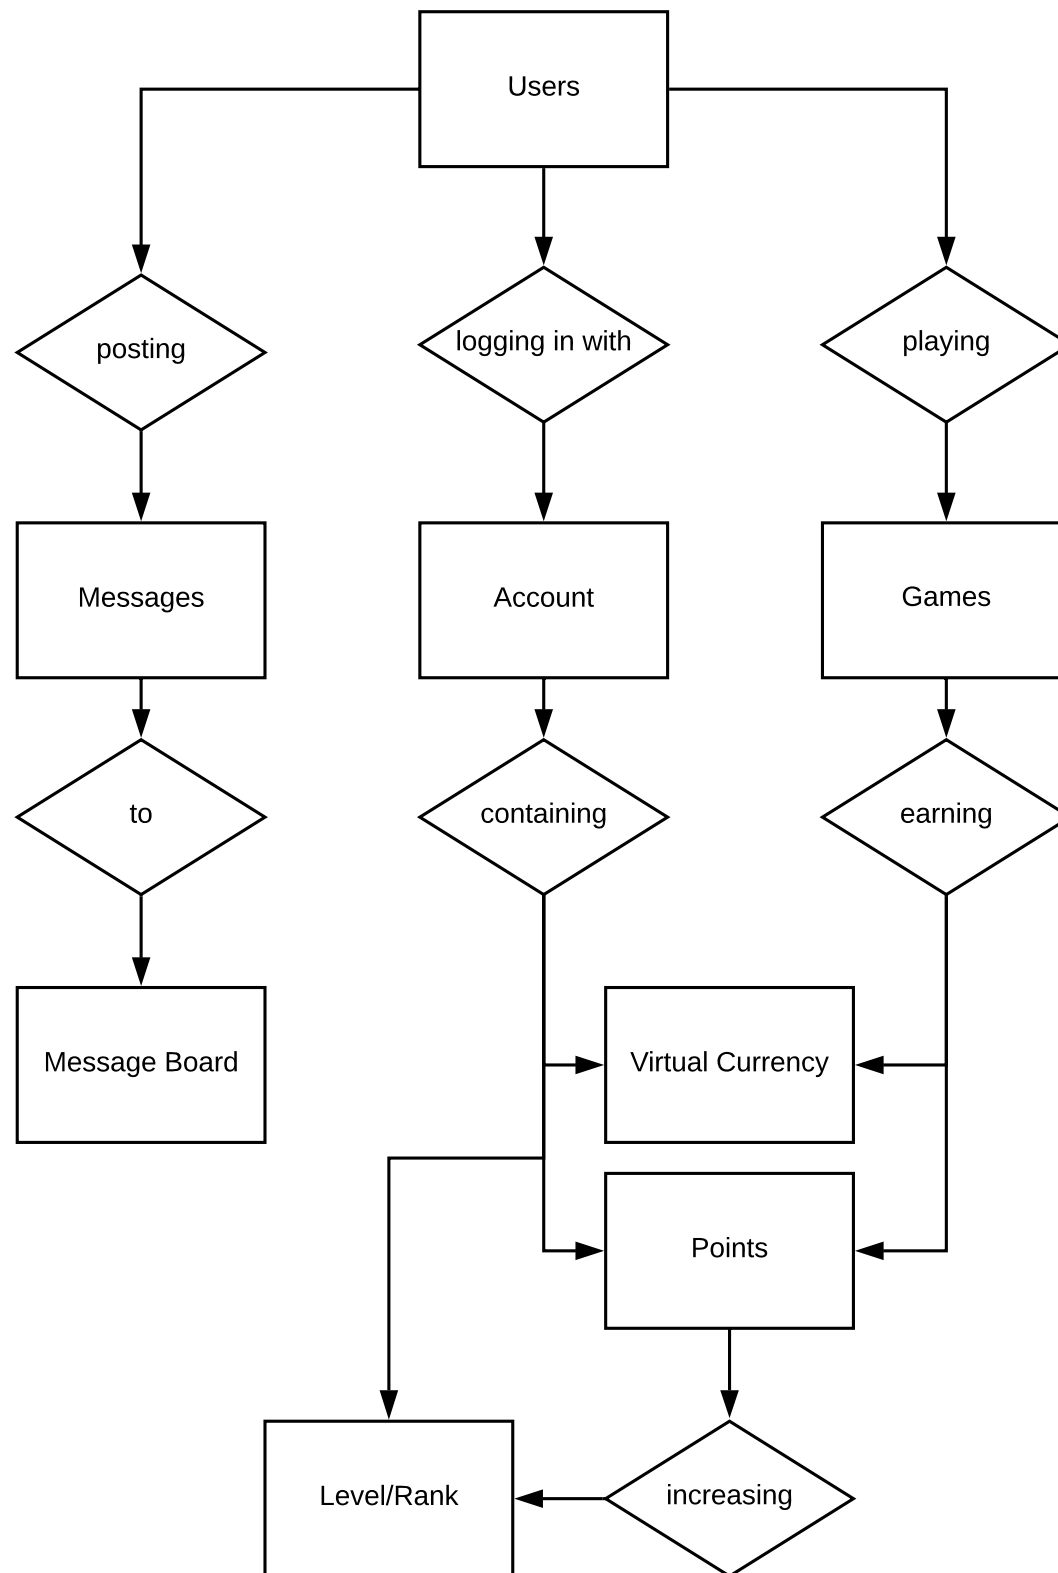 Users
posting
logging in with
playing
Messages
Account
Games
to
containing
earning
Message Board
Virtual Currency
Points
Level/Rank
increasing